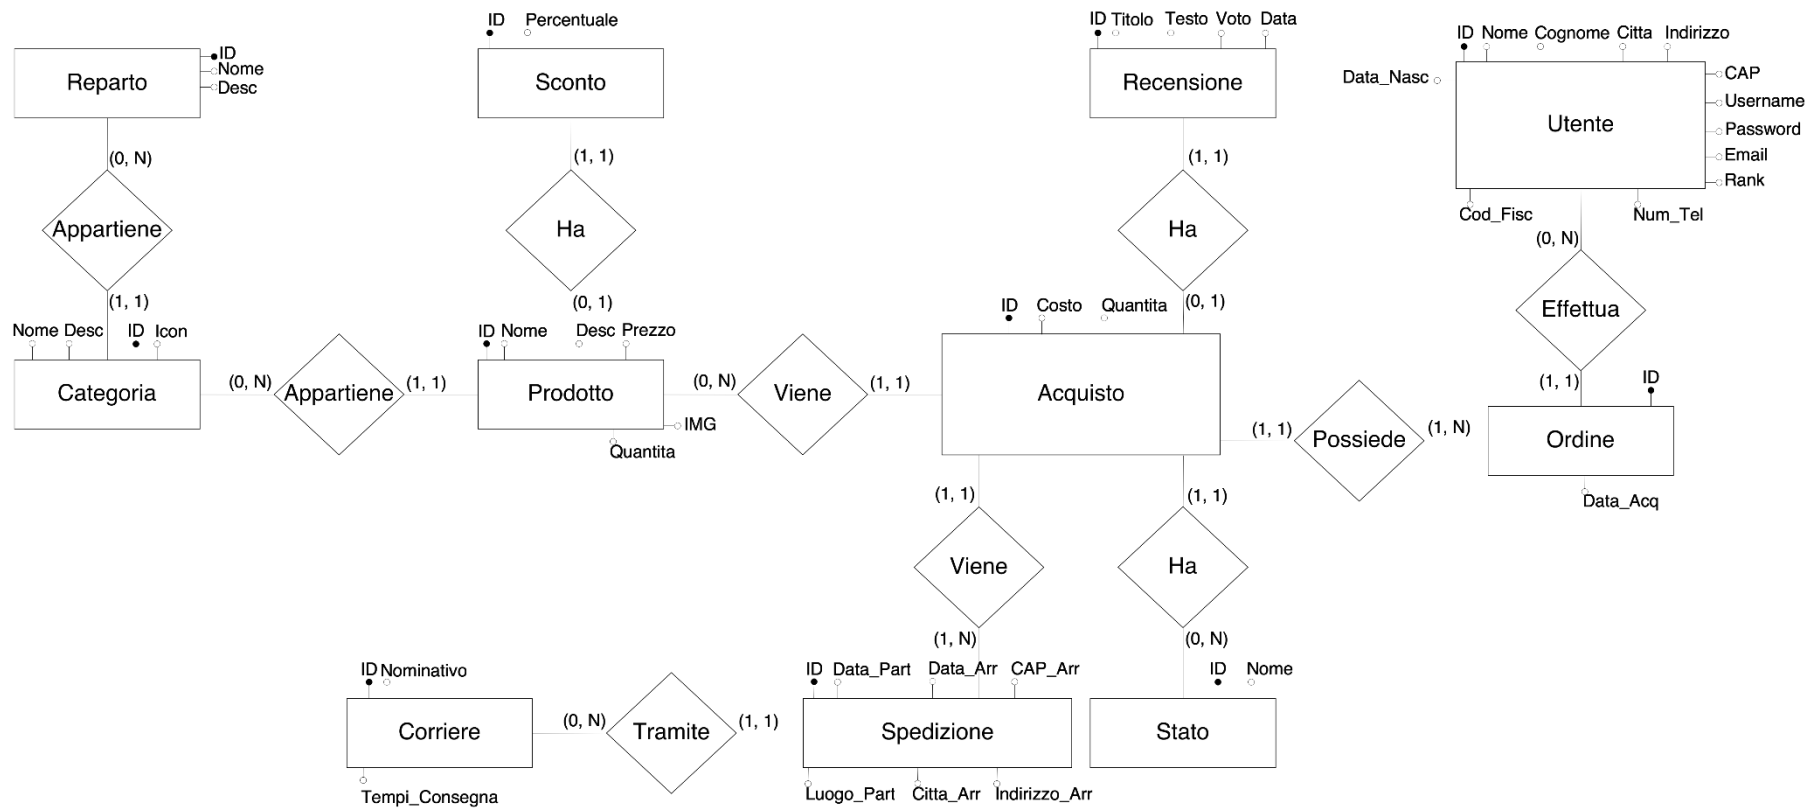 ID Percentuale
ID Titolo Testo Voto Data
ID Nome Cognome Citta Indirizzo
Reparto
ID
Nome
Desc
Sconto
Recensione
Data_Nasc
Utente
CAP
Username
Password
Email
Rank
(0, N)
(1, 1)
(1, 1)
Cod_Fisc
Num_Tel
Appartiene
Ha
Ha
(0, N)
(1, 1)
(0, 1)
(0, 1)
ID Costo Quantita
Effettua
Nome Desc ID Icon
ID Nome Desc Prezzo
(1, 1)
ID
Categoria
(0, N)
Appartiene
(1, 1)
Prodotto
(0, N)
Viene
(1, 1)
Acquisto
IMG
Quantita
(1, 1)
Possiede
(1, N)
Ordine
Data_Acq
(1, 1)
(1, 1)
Viene
Ha
(1, N)
(0, N)
ID Nominativo
ID Data_Part Data_Arr CAP_Arr
ID Nome
Corriere
(0, N)
Tramite
(1, 1)
Spedizione
Stato
Tempi_Consegna
Luogo_Part Citta_Arr Indirizzo_Arr